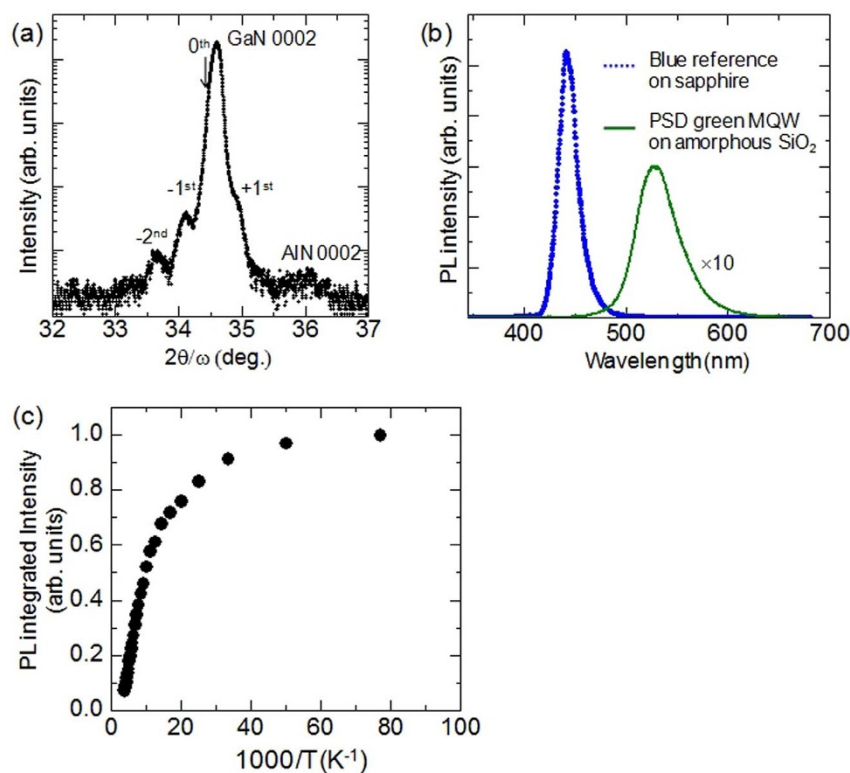 (a)
0th
GaN 0002
-1st
+1st
-2nd
AlN 0002
Intensity (arb. units)
32 33 34 35 36 37
2θ/ω (deg.)
(b)
Blue reference
on sapphire
PSD green MQW
on amorphous SiO2
×10
PL intensity (arb. units)
400 500 600 700
Wavelength(nm)
(c)
PL integrated Intensity
(arb. units)
1.0
0.8
0.6
0.4
0.2
0.0
0 20 40 60 80 100
1000/T(K-1)